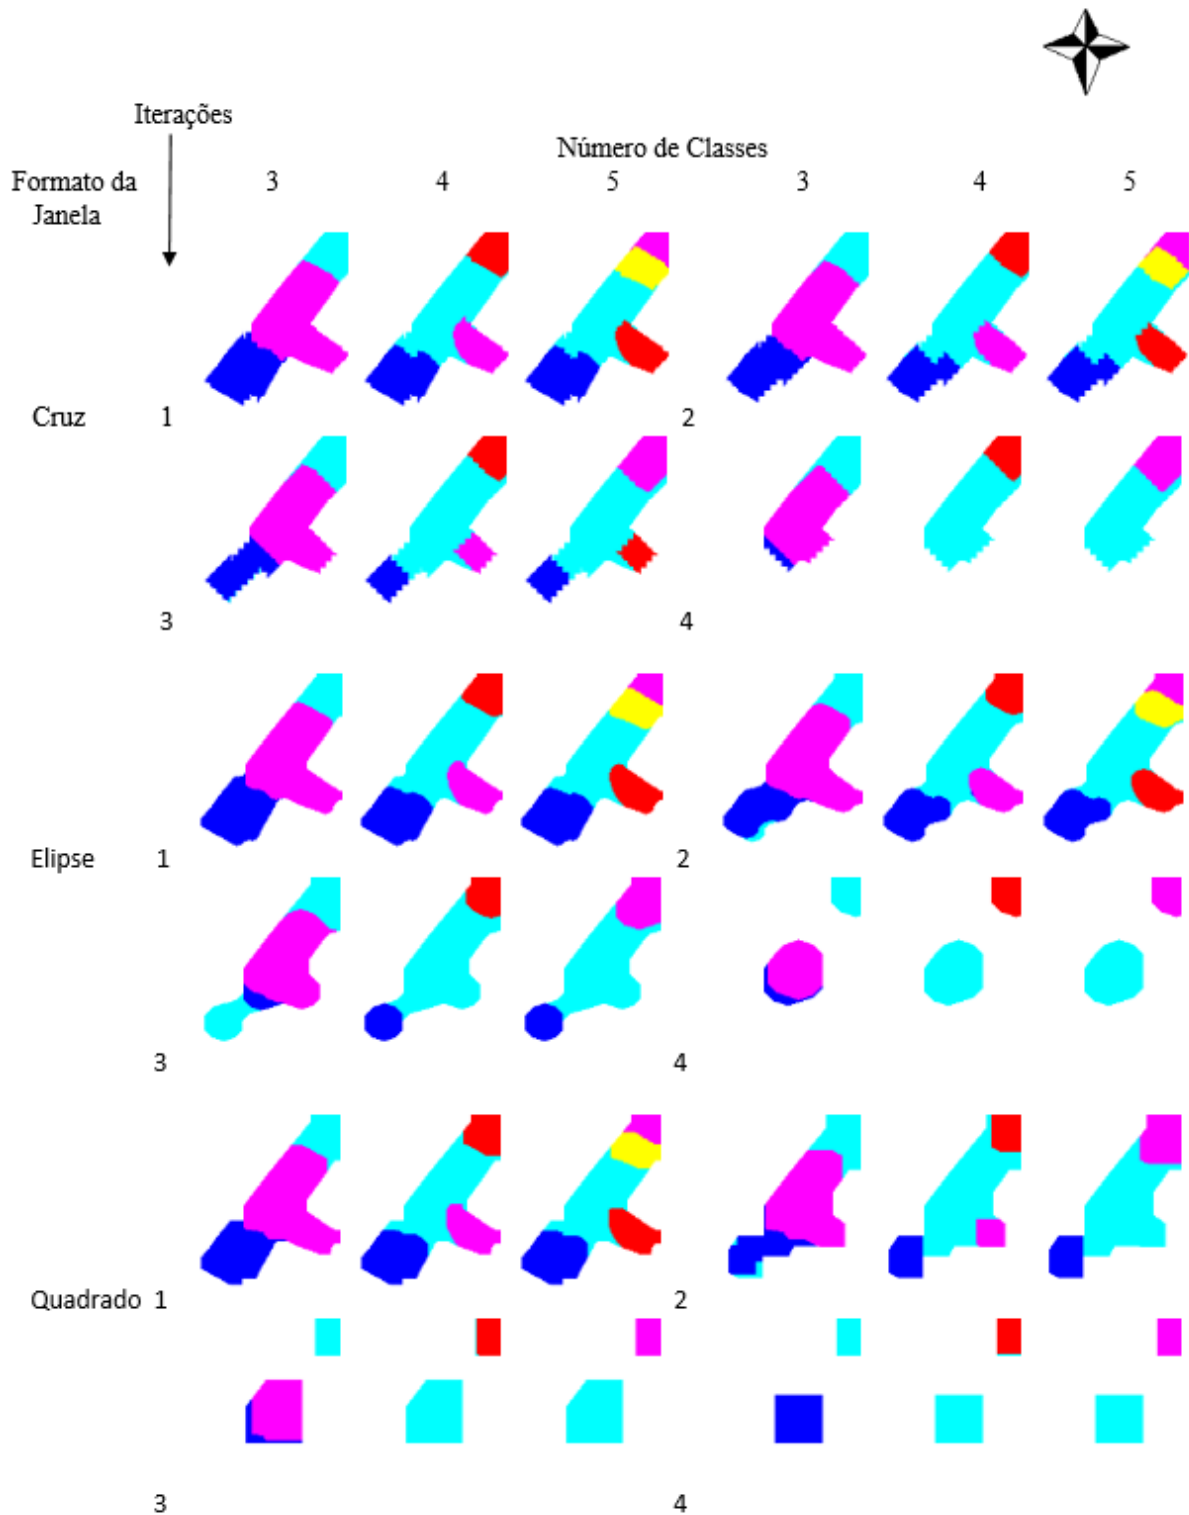 Iterações
Número de Classes
Formato da
Janela
3 4 5 3 4 5
Cruz 1 2
3 4
Elipse 1 2
3 4
Quadrado 1 2
3 4